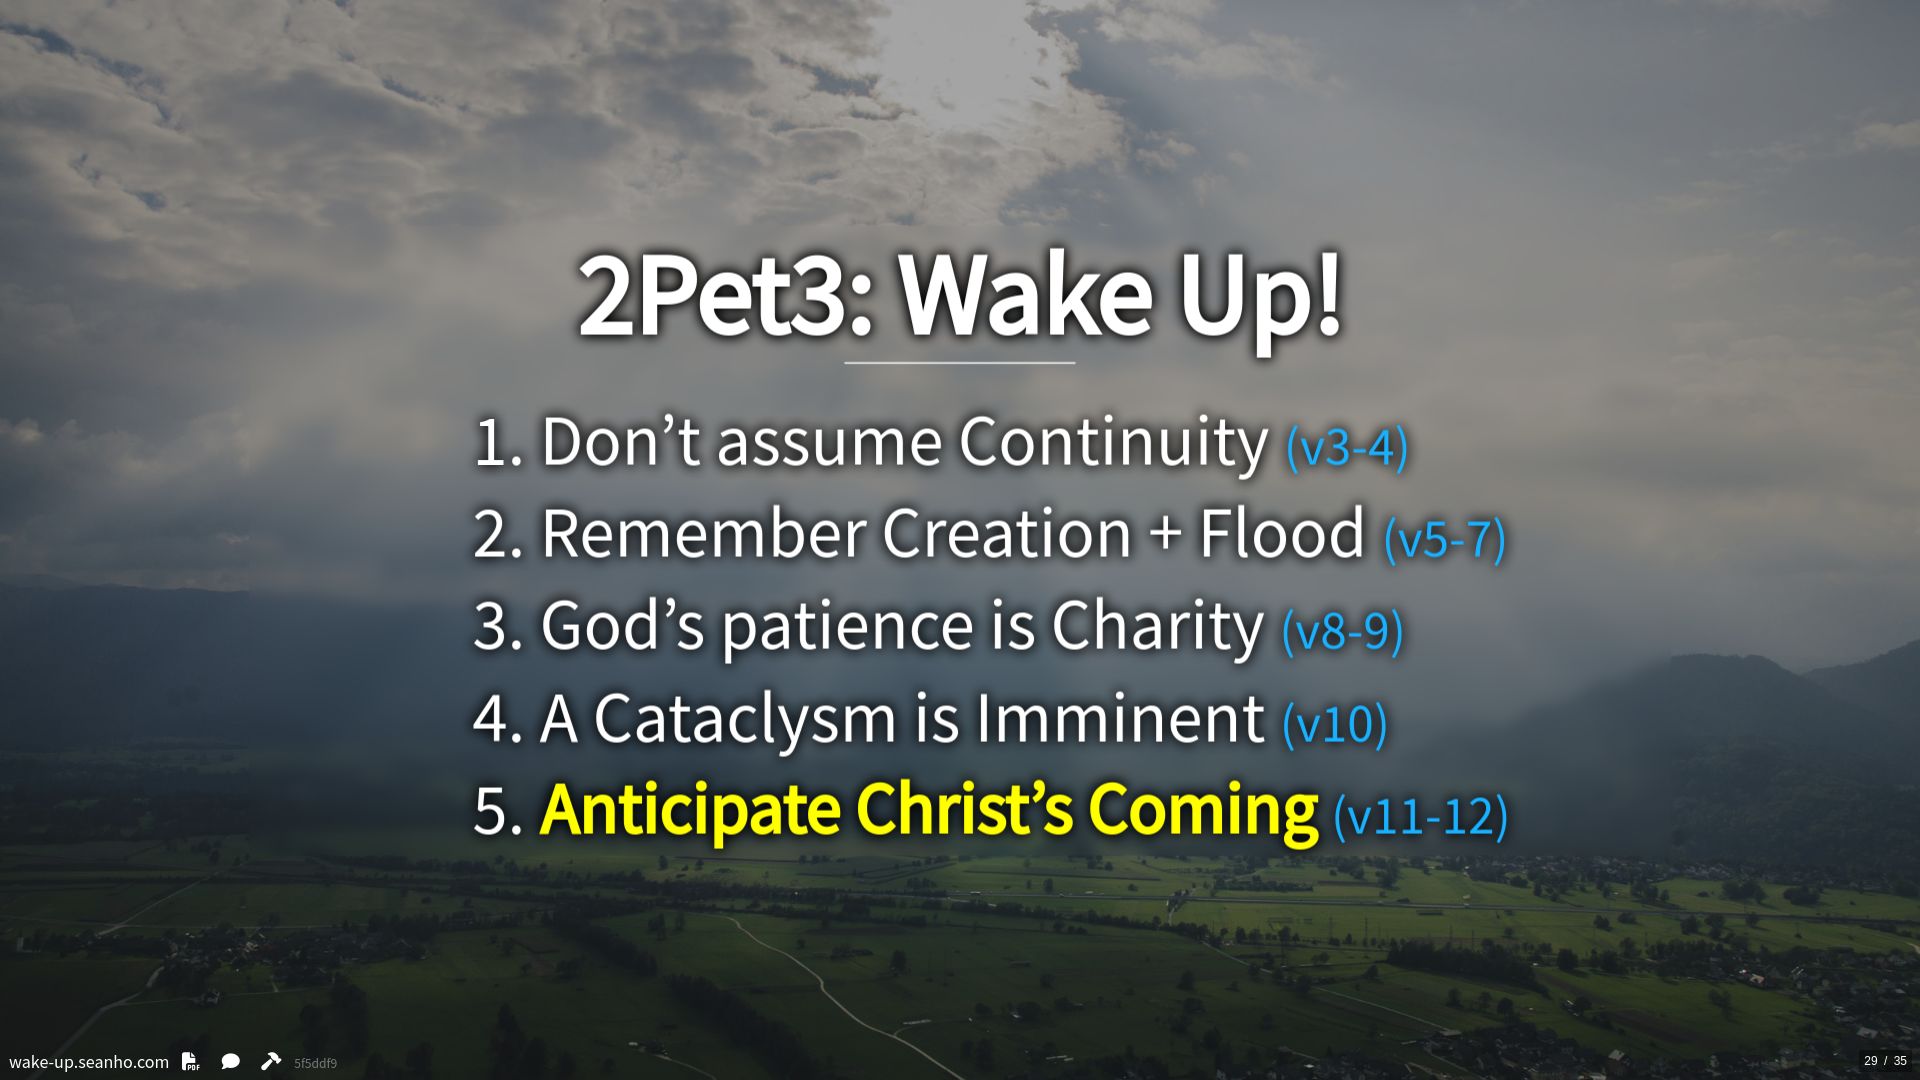 2Pet3: Wake Up!
1. Don’t assume Continuity (v3-4)
2. Remember Creation + Flood (v5-7)
3. God’s patience is Charity (v8-9)
4. A Cataclysm is Imminent (v10)
5. Anticipate Christ’s Coming (v11-12)
wake-up.seanho.com PDF 5f5ddf9
29 / 35